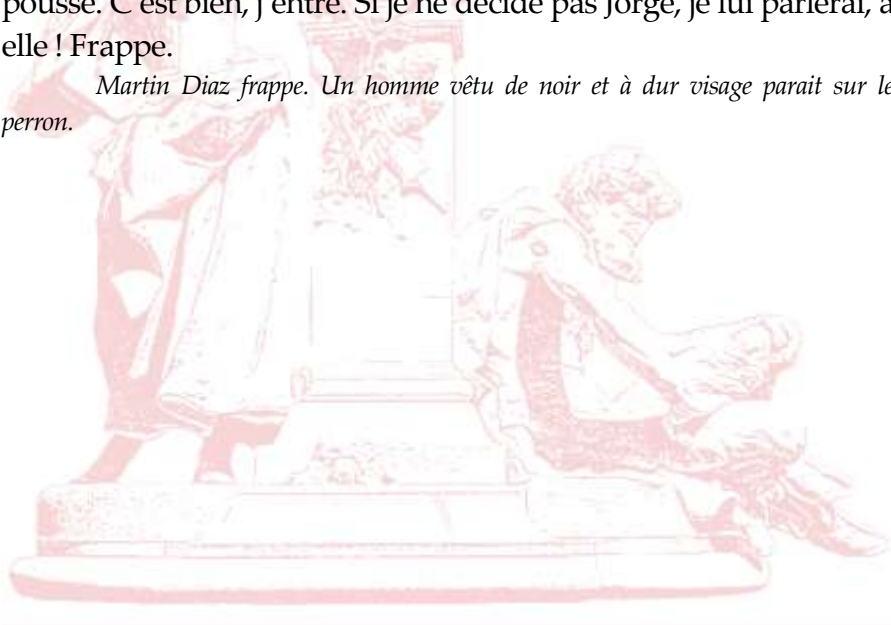 pousse. C'est bien, j'entre. Si je ne décide pas Jorge, je lui parlerai, à
elle ! Frappe.
Martin Diaz frappe. Un homme vêtu de noir et à dur visage parait sur le
perron.